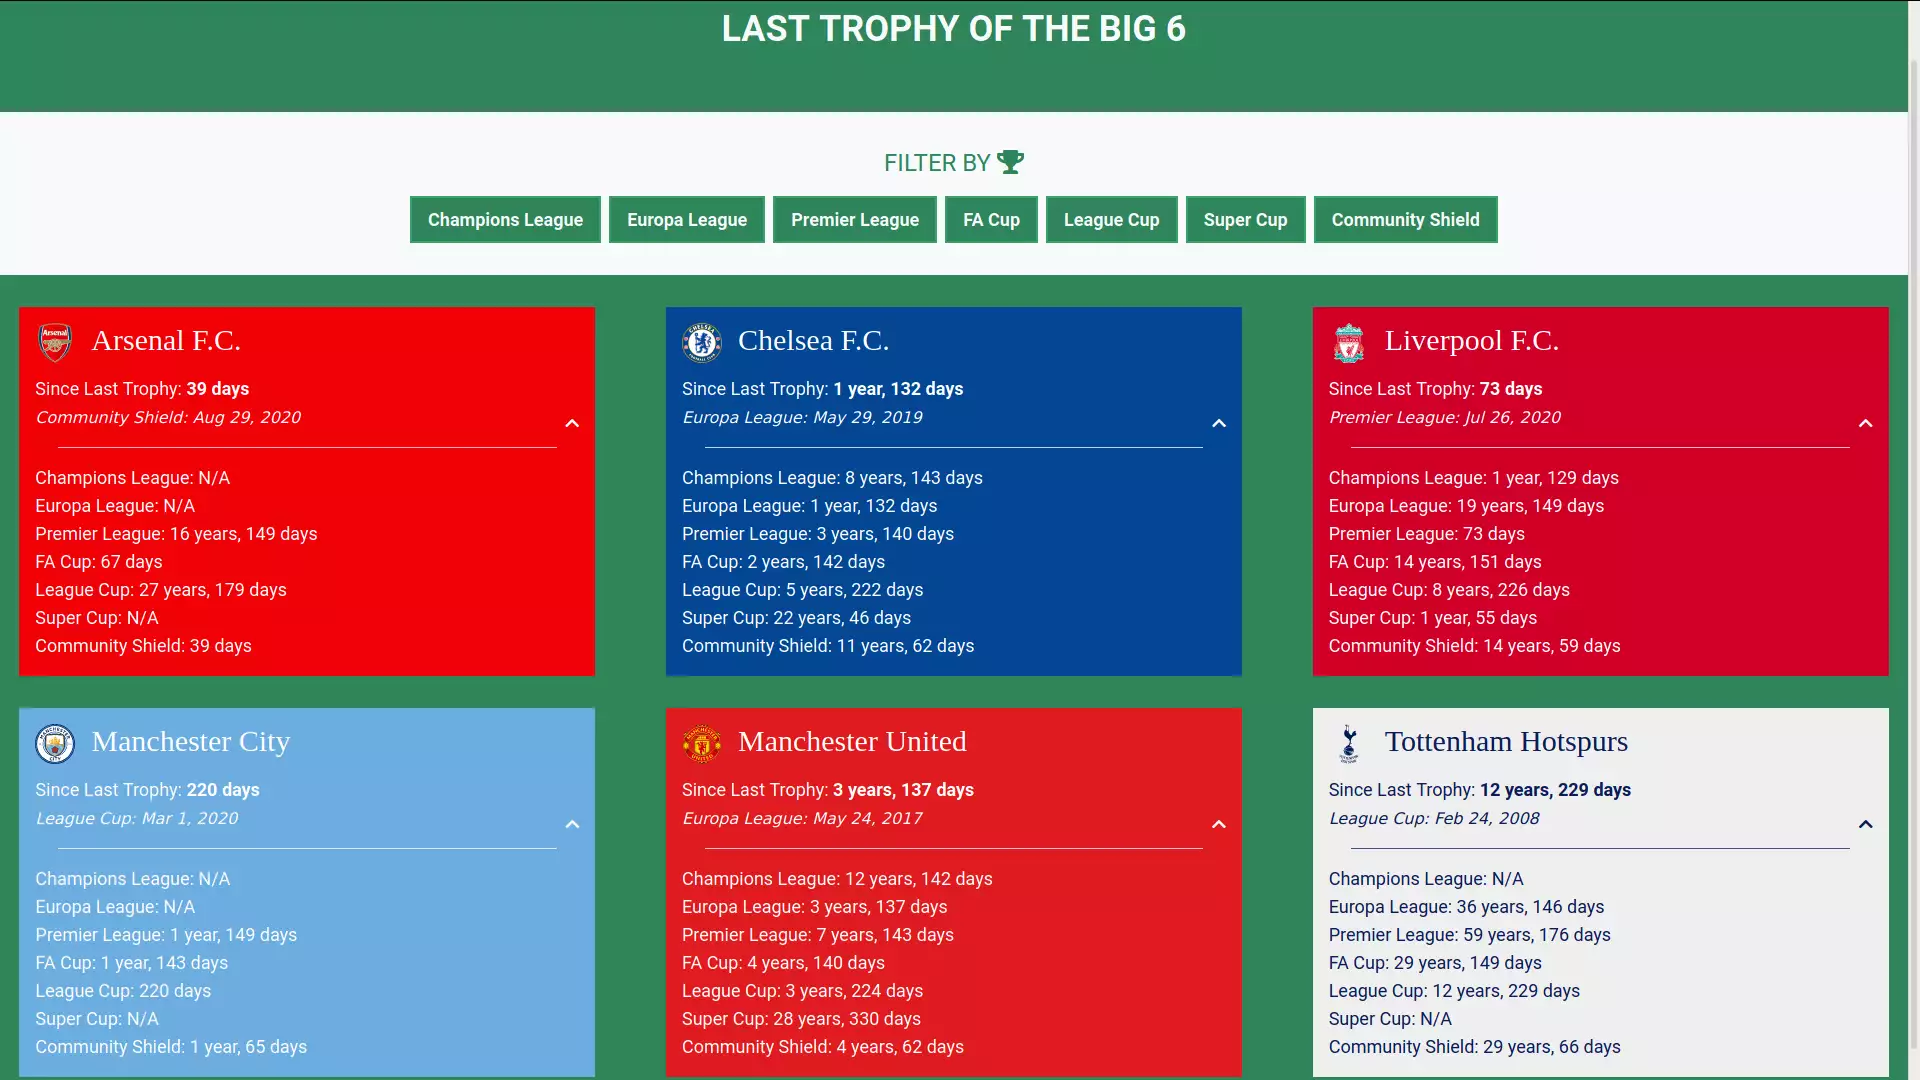 LAST TROPHY OF THE BIG 6
FILTER BY
Champions League
Europa League
Premier League
FA Cup
League Cup
Super Cup
Community Shield
Arsenal
Arsenal F.C.
Since Last Trophy: 39 days
Community Shield: Aug 29, 2020
Champions League: N/A
Europa League: N/A
Premier League: 16 years, 149 days
FA Cup: 67 days
League Cup: 27 years, 179 days
Super Cup: N/A
Community Shield: 39 days
Chelsea F.C.
Since Last Trophy: 1 year, 132 days
Europa League: May 29, 2019
Champions League: 8 years, 143 days
Europa League: 1 year, 132 days
Premier League: 3 years, 140 days
FA Cup: 2 years, 142 days
League Cup: 5 years, 222 days
Super Cup: 22 years, 46 days
Community Shield: 11 years, 62 days
Liverpool F.C.
Since Last Trophy: 73 days
Premier League: Jul 26, 2020
Champions League: 1 year, 129 days
Europa League: 19 years, 149 days
Premier League: 73 days
FA Cup: 14 years, 151 days
League Cup: 8 years, 226 days
Super Cup: 1 year, 55 days
Community Shield: 14 years, 59 days
Manchester City
Since Last Trophy: 220 days
League Cup: Mar 1, 2020
Champions League: N/A
Europa League: N/A
Premier League: 1 year, 149 days
FA Cup: 1 year, 143 days
League Cup: 220 days
Super Cup: N/A
Community Shield: 1 year, 65 days
Manchester United
Since Last Trophy: 3 years, 137 days
Europa League: May 24, 2017
Champions League: 12 years, 142 days
Europa League: 3 years, 137 days
Premier League: 7 years, 143 days
FA Cup: 4 years, 140 days
League Cup: 3 years, 224 days
Super Cup: 28 years, 330 days
Community Shield: 4 years, 62 days
Tottenham Hotspurs
Since Last Trophy: 12 years, 229 days
League Cup: Feb 24, 2008
Champions League: N/A
Europa League: 36 years, 146 days
Premier League: 59 years, 176 days
FA Cup: 29 years, 149 days
League Cup: 12 years, 229 days
Super Cup: N/A
Community Shield: 29 years, 66 days